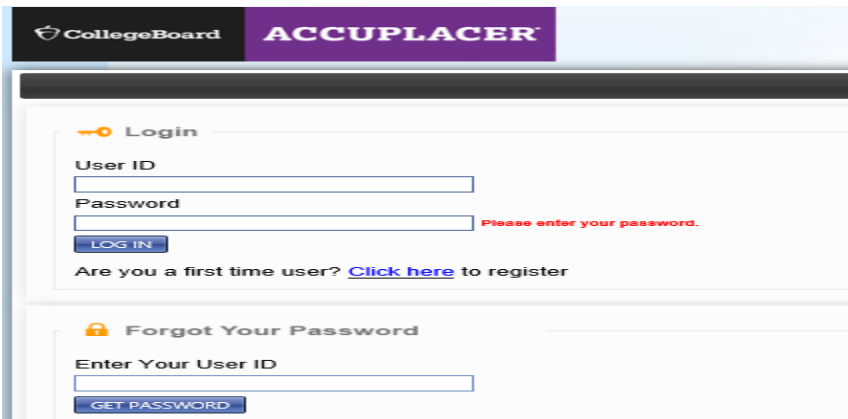 CollegeBoard ACCUPLACER
Login
User ID
Password
Please enter your password.
LOG IN
Are you a first time user? Click here to register
Forgot Your Password
Enter Your User ID
GET PASSWORD